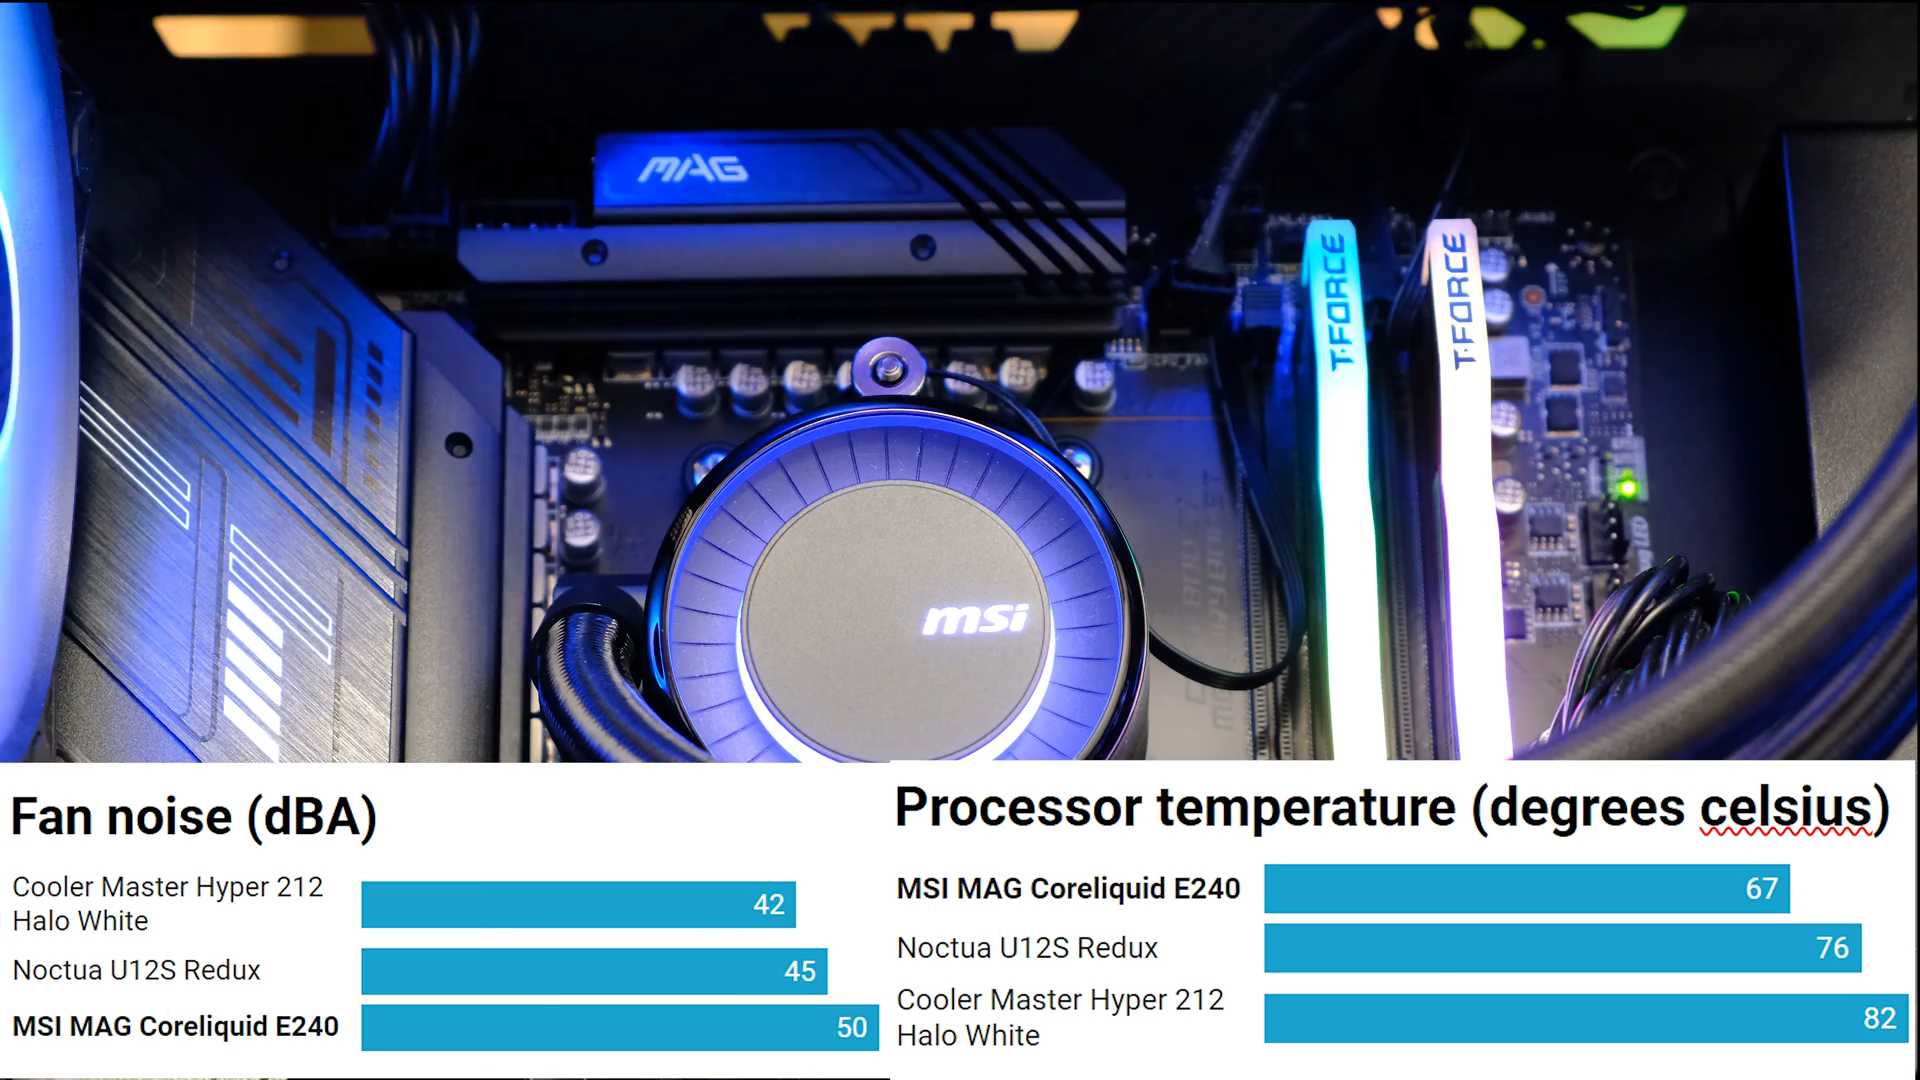 MAG
T-FORCE
T-FORCE
msi
Fan noise (dBA)
Cooler Master Hyper 212
Halo White
42
Noctua U12S Redux
45
MSI MAG Coreliquid E240
50
Processor temperature (degrees celsius)
MSI MAG Coreliquid E240
67
Noctua U12S Redux
76
Cooler Master Hyper 212
Halo White
82